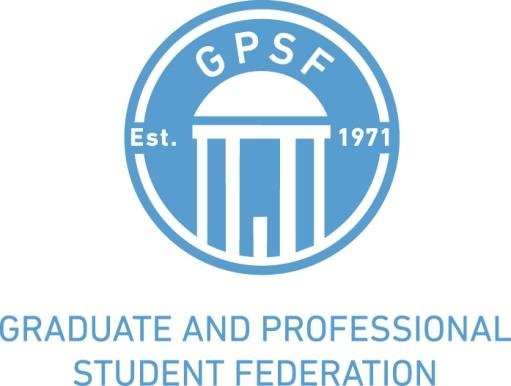 GPSF
Est. 1971
GRADUATE AND PROFESSIONAL
STUDENT FEDERATION